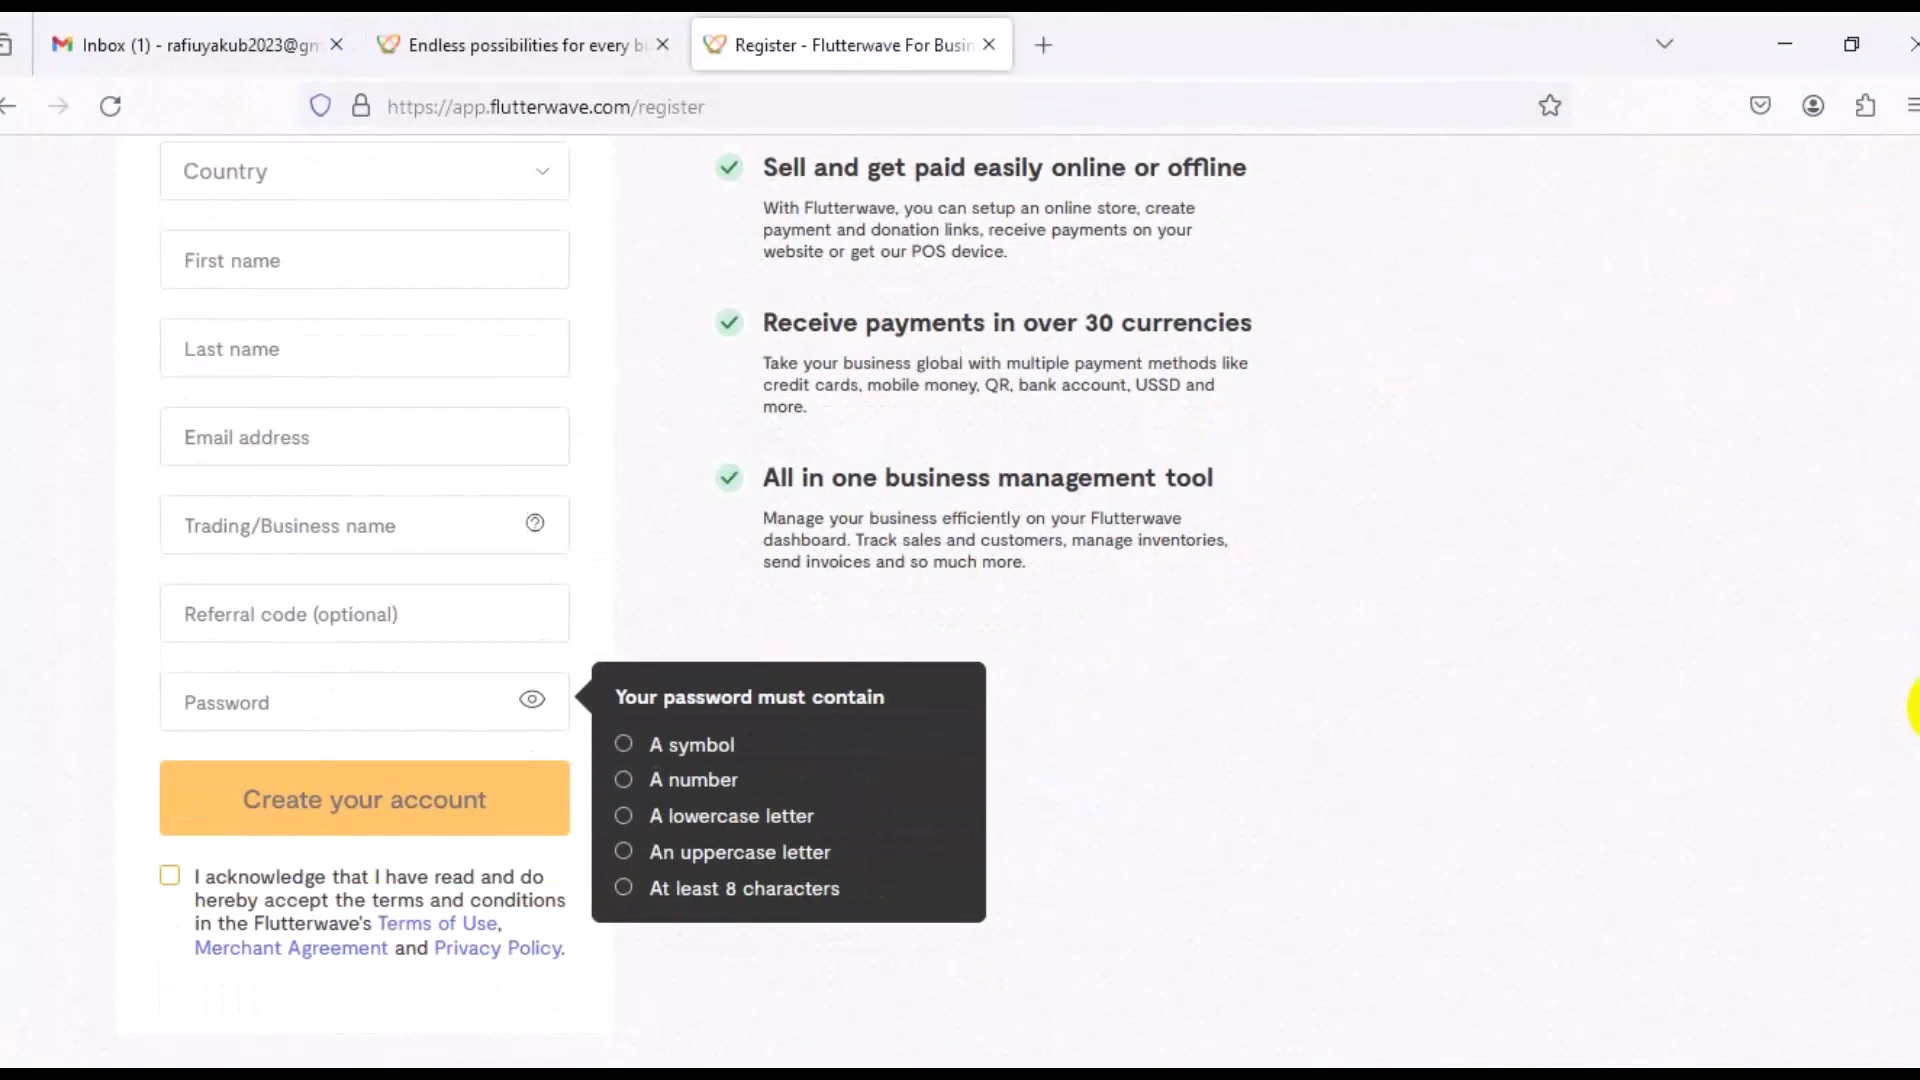 Inbox (1) - rafiuyakub2023@gm
Endless possibilities for every b
Register - Flutterwave For Busin
https://app.flutterwave.com/register
Country
First name
Last name
Email address
Trading/Business name
Referral code (optional)
Password
Create your account
I acknowledge that I have read and do
hereby accept the terms and conditions
in the Flutterwave's Terms of Use,
Merchant Agreement and Privacy Policy.
Sell and get paid easily online or offline
With Flutterwave, you can setup an online store, create
payment and donation links, receive payments on your
website or get our POS device.
Receive payments in over 30 currencies
Take your business global with multiple payment methods like
credit cards, mobile money, QR, bank account, USSD and
more.
All in one business management tool
Manage your business efficiently on your Flutterwave
dashboard. Track sales and customers, manage inventories,
send invoices and so much more.
Your password must contain
A symbol
A number
A lowercase letter
An uppercase letter
At least 8 characters